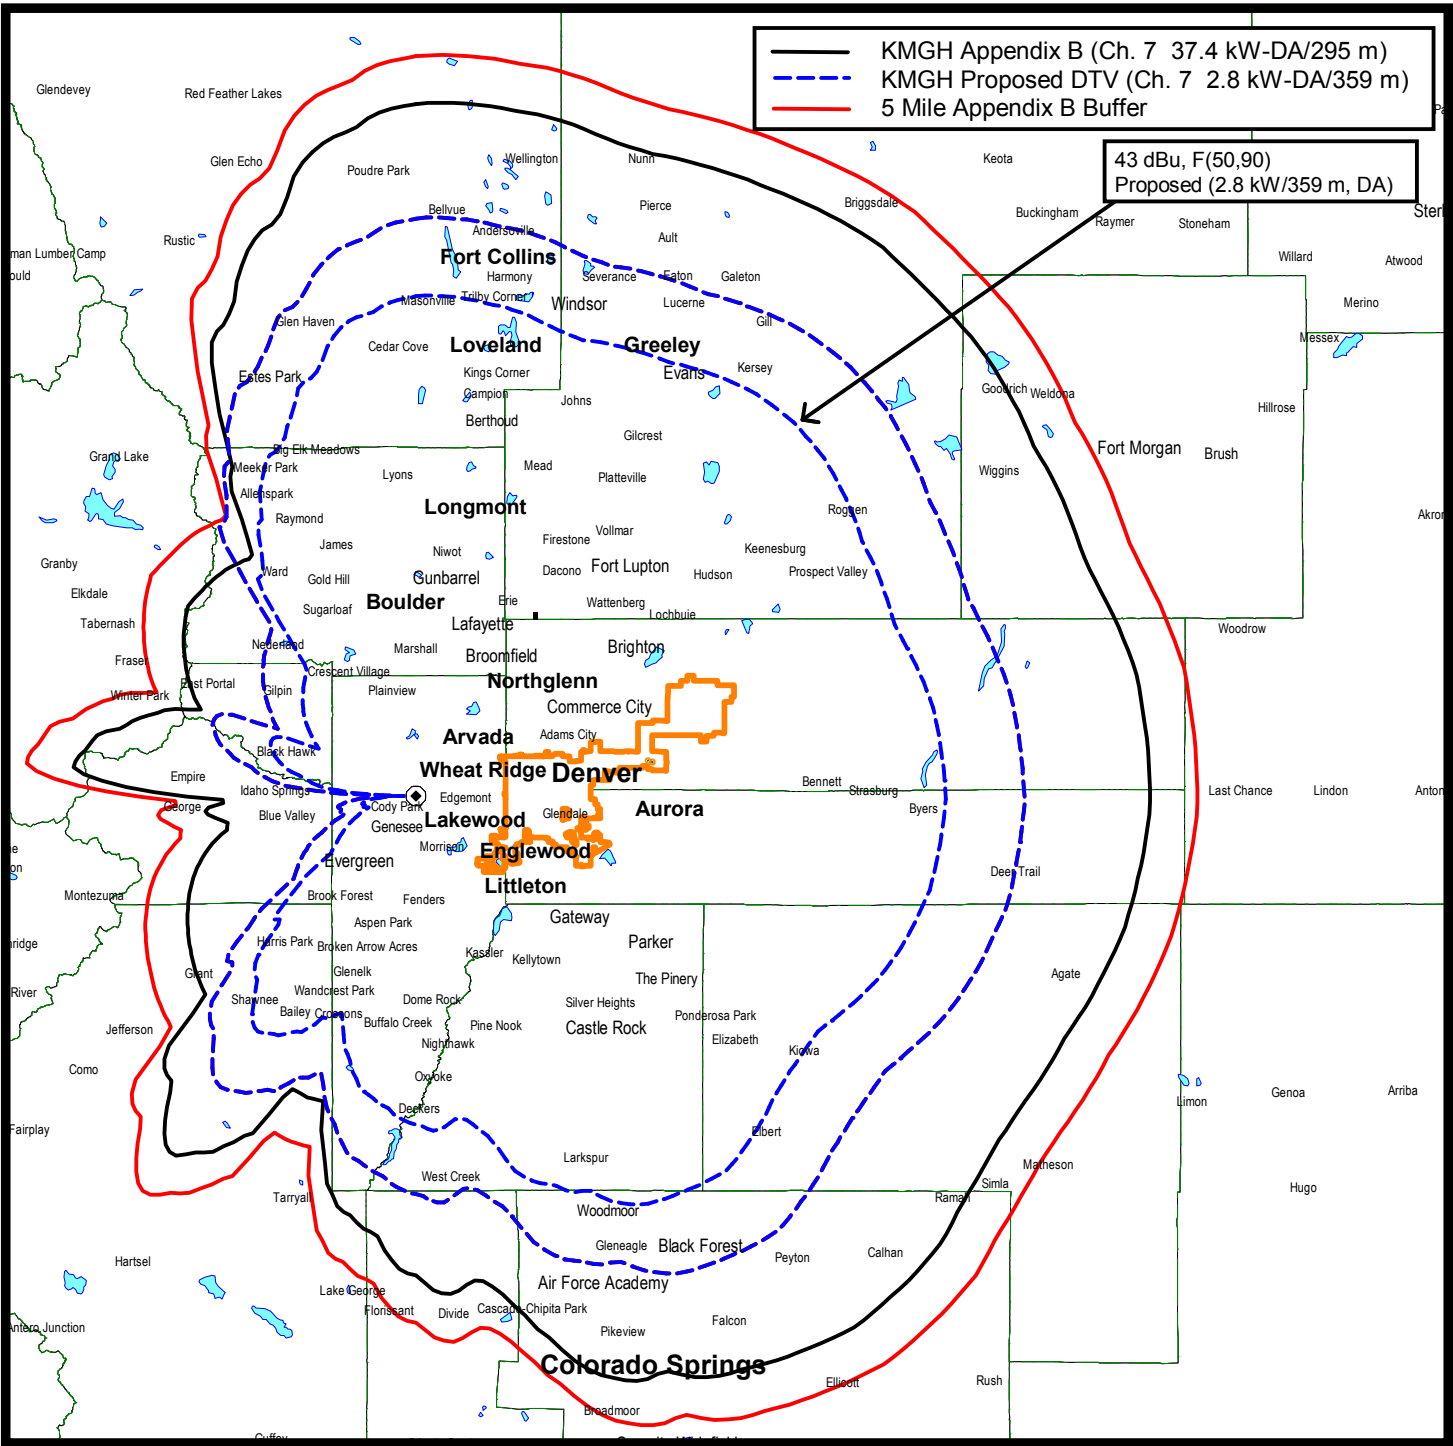 KMGH Appendix B (Ch. 7  37.4 kW-DA/295 m)
KMGH Proposed DTV (Ch. 7  2.8 kW-DA/359 m)
5 Mile Appendix B Buffer
Glendevey
Red Feather Lakes
43 dBu, F(50,90)
Proposed (2.8 kW/359 m, DA)
Glen Echo
Poudre Park
Wellington
Nunn
Keota
Bellvue
Pierce
Briggsdale
Buckingham
Raymer
Stoneham
Rustic
Andersonville
Ault
man Lumber Camp
ould
Fort Collins
Willard
Atwood
Harmony
Severance
Eaton
Galeton
Masonville
Trilby Corner
Windsor
Lucerne
Merino
Glen Haven
Gill
Messex
Cedar Cove
Loveland
Greeley
Estes Park
Kings Corner
Evans
Kersey
Campion
Johns
Goodrich
Weldona
Hillrose
Berthoud
Gilcrest
Big Elk Meadows
Fort Morgan
Brush
Grand Lake
Meeker Park
Lyons
Mead
Platteville
Wiggins
Allenspark
Longmont
Roggen
Raymond
Akron
Vollmar
James
Firestone
Keenesburg
Niwot
Granby
Ward
Gold Hill
Gunbarrel
Dacono
Fort Lupton
Hudson
Prospect Valley
Elkdale
Sugarloaf
Boulder
Erie
Wattenberg
Lochbuie
Tabernash
Lafayette
Woodrow
Nederland
Marshall
Broomfield
Brighton
Fraser
Crescent Village
East Portal
Gilpin
Plainview
Northglenn
Winter Park
Commerce City
Arvada
Adams City
Black Hawk
Empire
Wheat Ridge
Denver
Bennett
Idaho Springs
Strasburg
Last Chance
Lindon
Anton
George
Cody Park
Edgemont
Aurora
Byers
Blue Valley
Genesee
Lakewood
Glendale
Morrison
Englewood
Evergreen
Deer Trail
Littleton
Montezuma
Brook Forest
Fenders
Aspen Park
Gateway
Harris Park
Broken Arrow Acres
Parker
Kassler
Kellytown
Grant
Glenelk
The Pinery
Agate
River
Shawnee
Wandcrest Park
Dome Rock
Silver Heights
Bailey
Crossons
Buffalo Creek
Pine Nook
Castle Rock
Ponderosa Park
Jefferson
Elizabeth
Nighthawk
Kiowa
Como
Oxyoke
Genoa
Arriba
Deckers
Limon
Fairplay
Elbert
Larkspur
Matheson
West Creek
Tarryall
Simla
Ramah
Hugo
Woodmoor
Gleneagle
Black Forest
Calhan
Hartsel
Peyton
Air Force Academy
Lake George
Florissant
Divide
Cascade-Chipita Park
Falcon
Antero Junction
Pikeview
Colorado Springs
Ellicott
Rush
Broadmoor